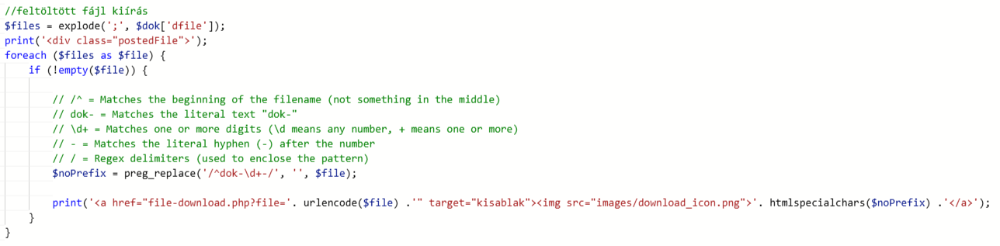 //feltöltött fájl kiírás
$files = explode(';', $dok['dfile']);
print('<div class="postedFile">');
foreach ($files as $file) {
    if (!empty($file)) {

        // /^ = Matches the beginning of the filename (not something in the middle)
        // dok- = Matches the literal text "dok-"
        // \d+ = Matches one or more digits (\d means any number, + means one or more)
        // - = Matches the literal hyphen (-) after the number
        // / = Regex delimiters (used to enclose the pattern)
        $noPrefix = preg_replace('/^dok-\d+-/', '', $file);

        print('<a href="file-download.php?file='. urlencode($file) .'" target="kisablak"><img src="images/download_icon.png">'. htmlspecialchars($noPrefix) .'</a>');
    }
}